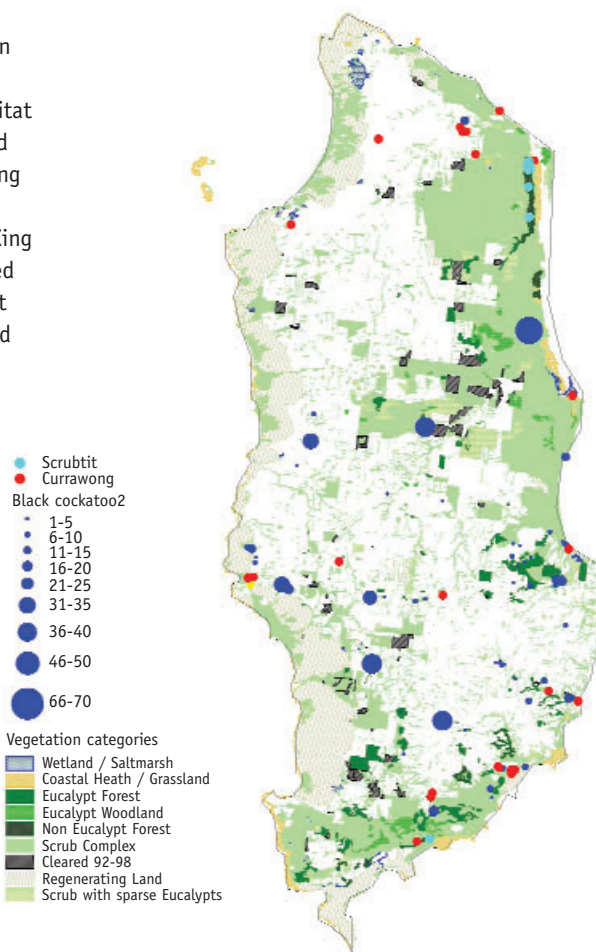 n
itat
d
ng
King
ed
t
d
Scrubtit
Currawong
Black cockatoo2
1-5
6-10
11-15
16-20
21-25
31-35
36-40
46-50
66-70
Vegetation categories
Wetland / Saltmarsh
Coastal Heath / Grassland
Eucalypt Forest
Eucalypt Woodland
Non Eucalypt Forest
Scrub Complex
Cleared 92-98
Regenerating Land
Scrub with sparse Eucalypts